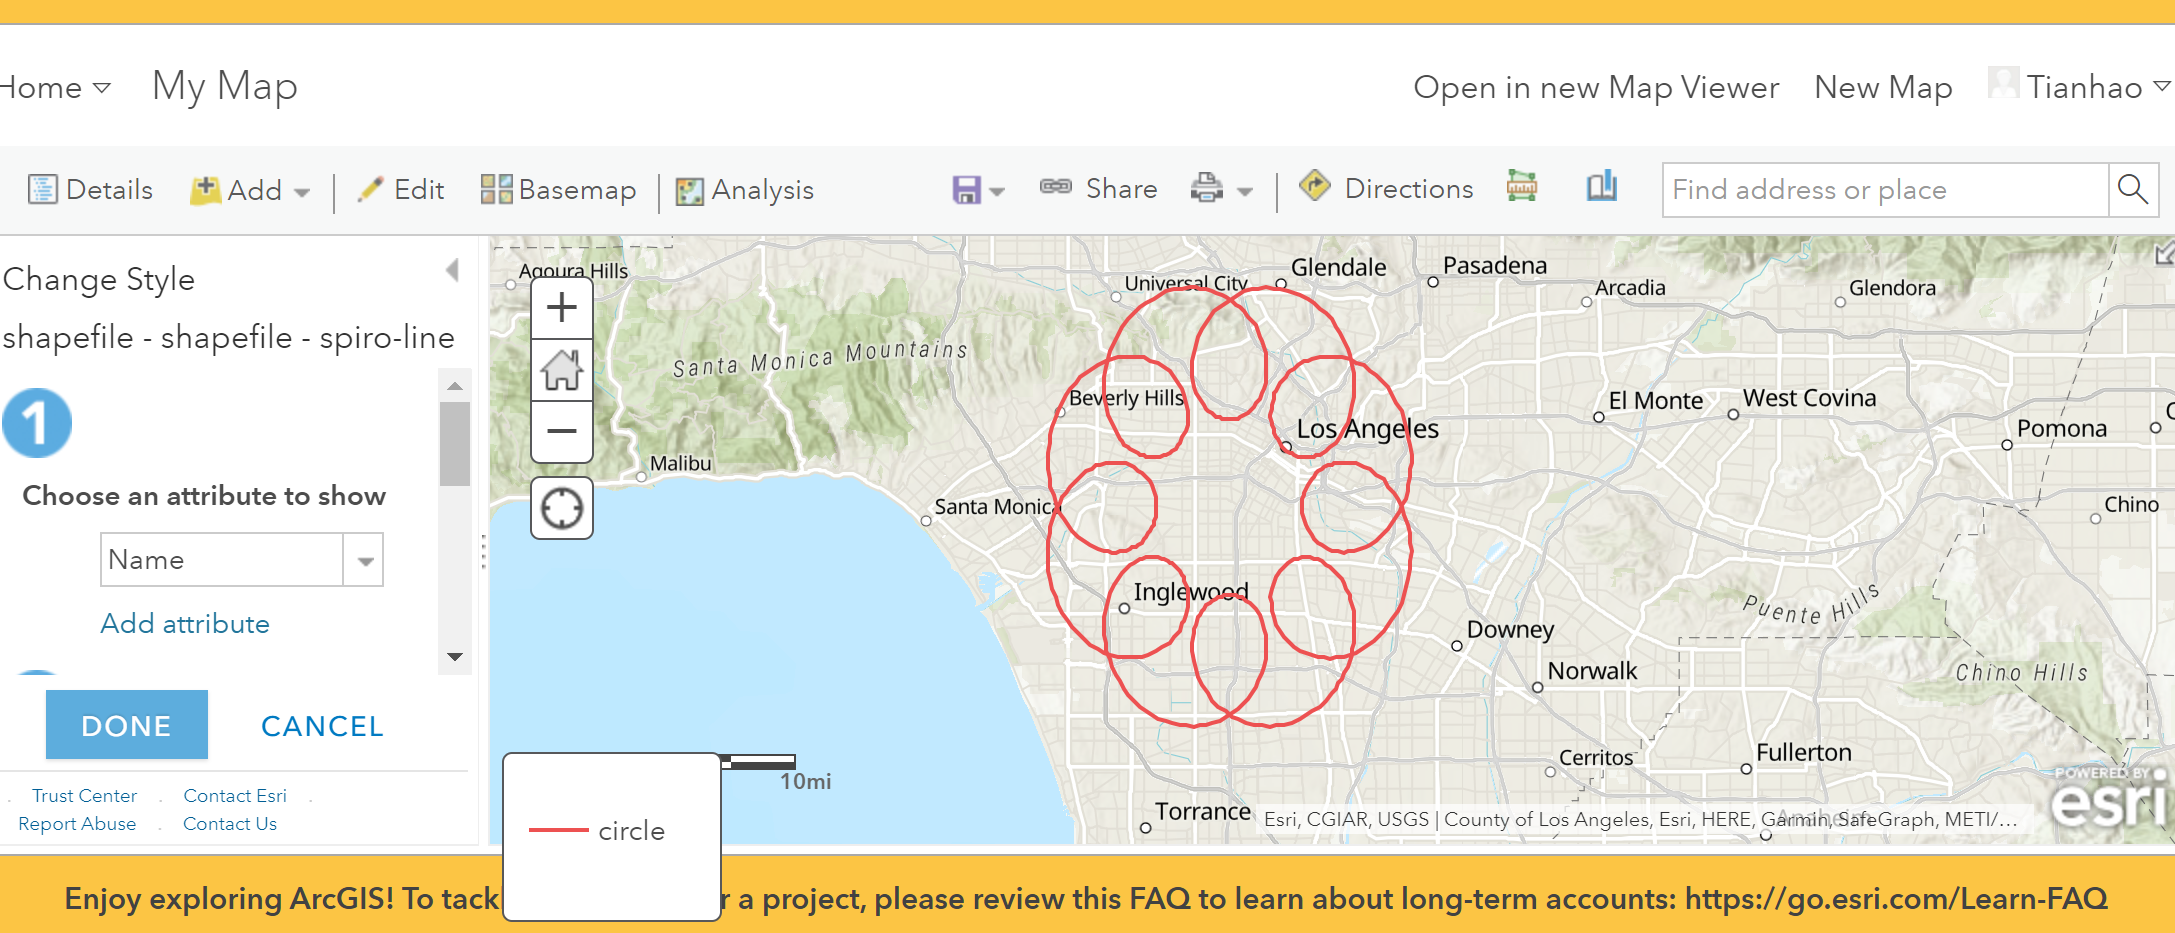 Home
My Map
Open in new Map Viewer
New Map
Tianhao
Details
Add
Edit
Basemap
Analysis
Share
Directions
Find address or place
Change Style
shapefile - shapefile - spiro-line
1
Choose an attribute to show
Name
Add attribute
DONE
CANCEL
Trust Center
Contact Esri
Report Abuse
Contact Us
Agoura Hills
Universal City
Glendale
Pasadena
Arcadia
Glendora
Santa Monica Mountains
Beverly Hills
Los Angeles
El Monte
West Covina
Pomona
Malibu
Santa Monica
Chino
Inglewood
Puente Hills
Downey
Norwalk
Chino Hills
Cerritos
Fullerton
Torrance
Anaheim
10mi
circle
POWERED BY
esri
Esri, CGIAR, USGS | County of Los Angeles, Esri, HERE, Garmin, SafeGraph, METI/...
Enjoy exploring ArcGIS! To tack
r a project, please review this FAQ to learn about long-term accounts: https://go.esri.com/Learn-FAQ